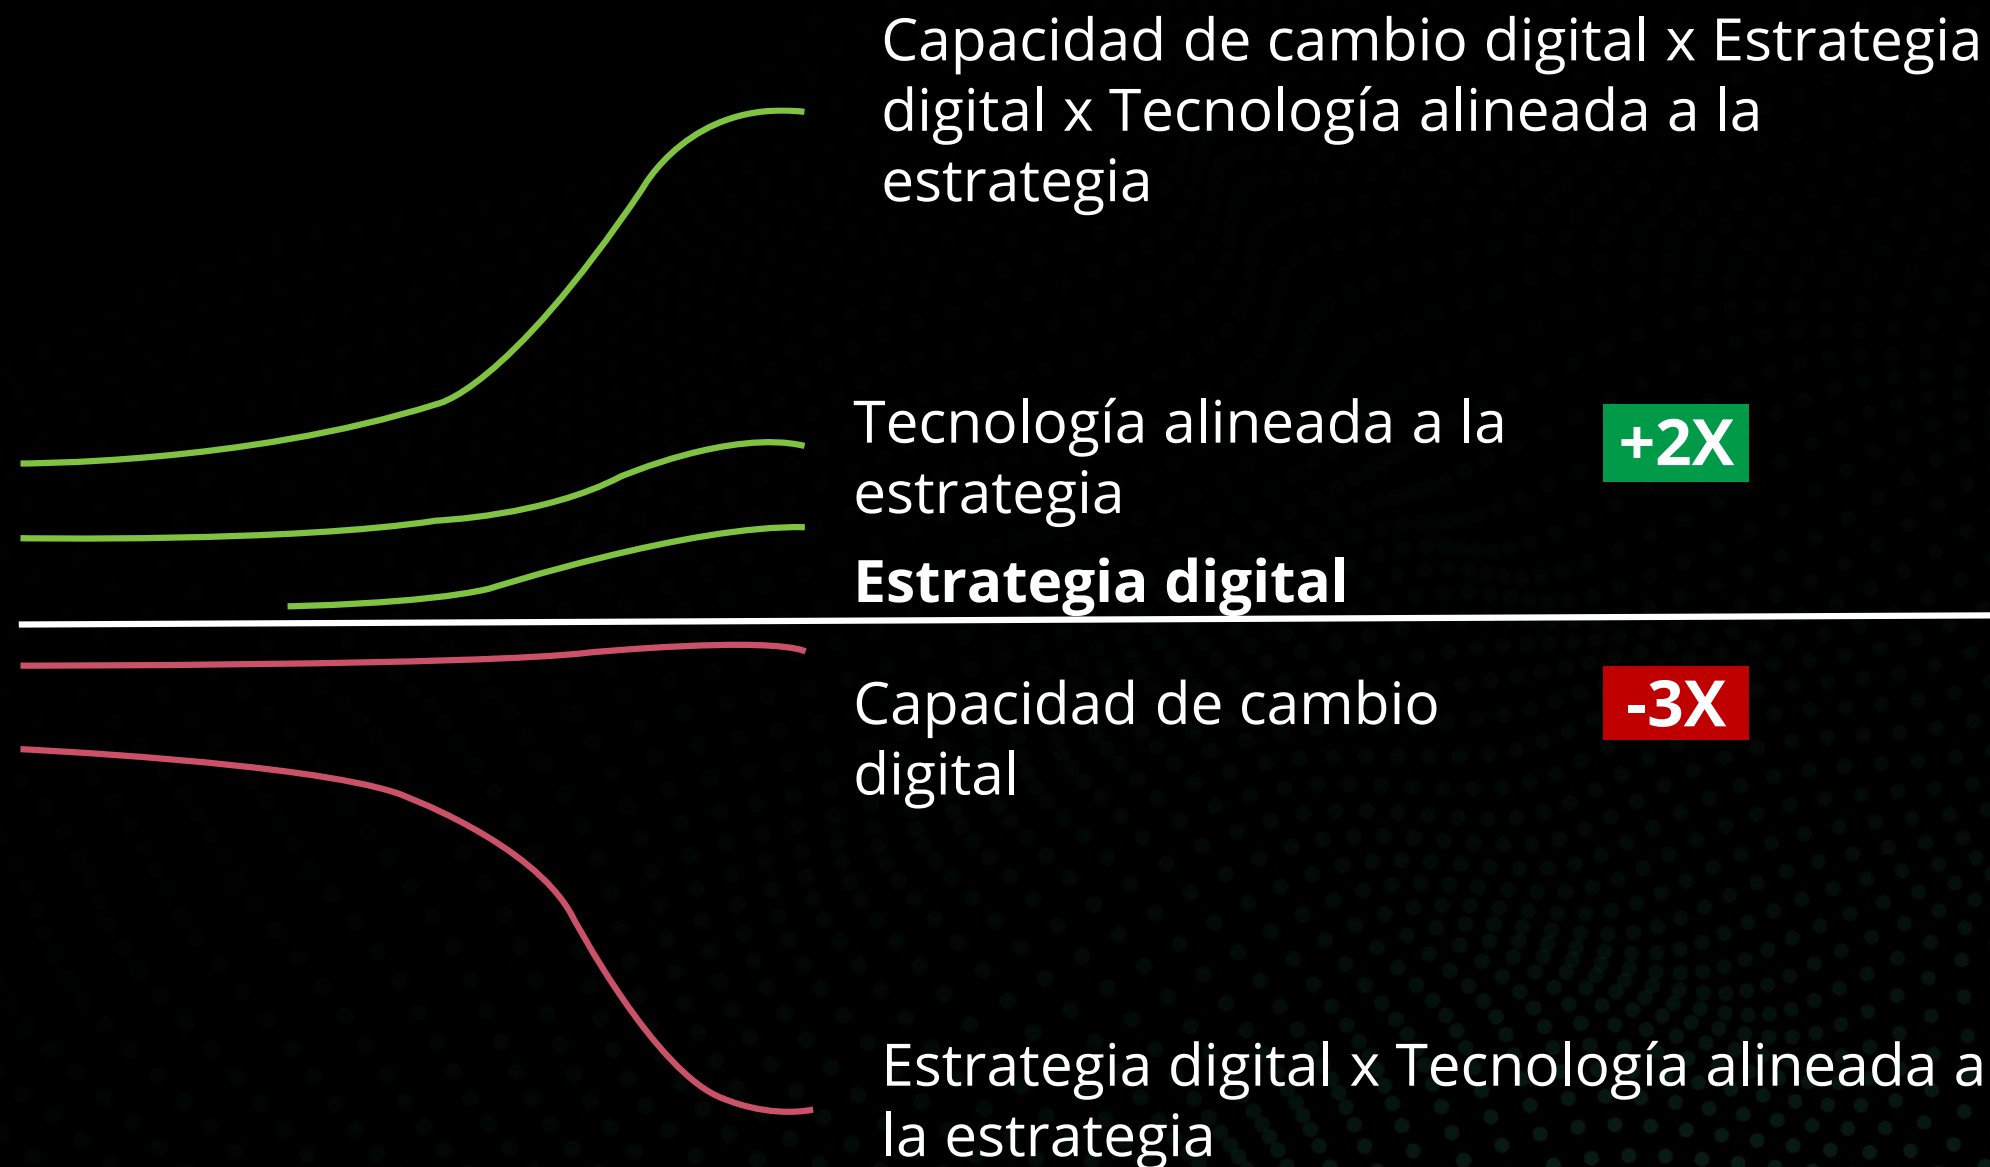 Capacidad de cambio digital x Estrategia
digital x Tecnología alineada a la
estrategia
Tecnología alineada a la
estrategia
+2X
Estrategia digital
Capacidad de cambio
digital
-3X
Estrategia digital x Tecnología alineada a
la estrategia